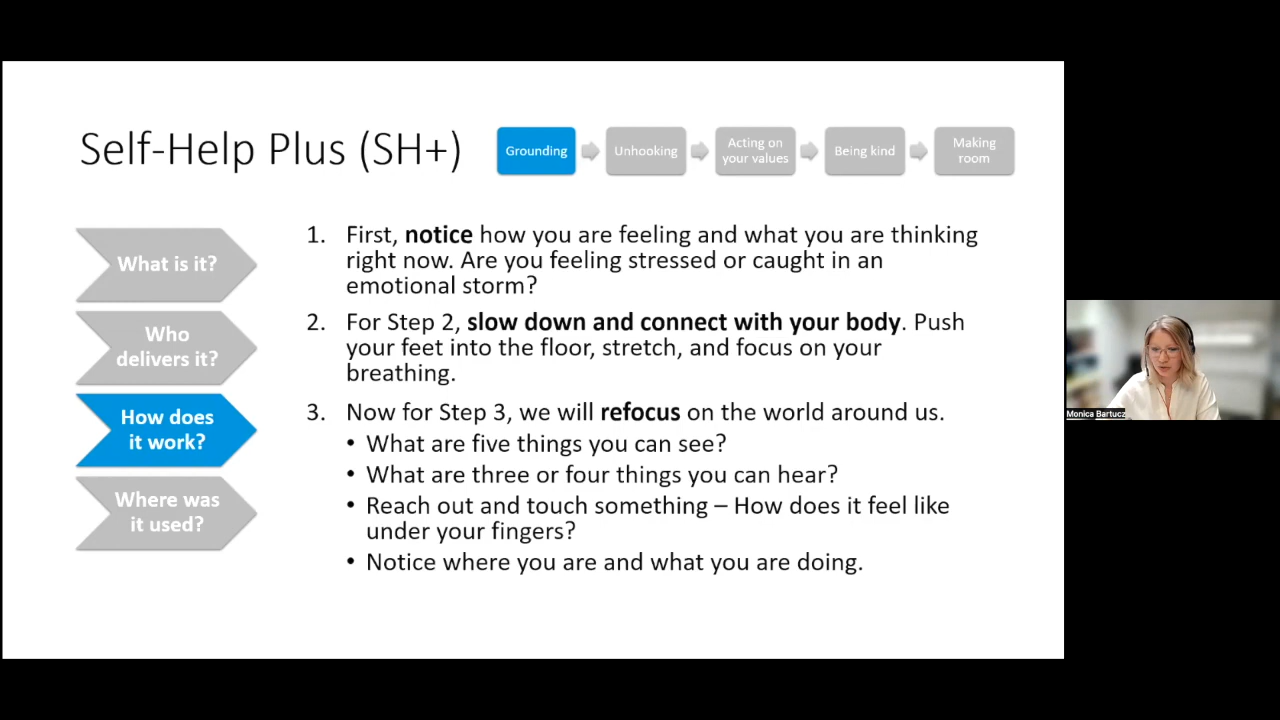 Self-Help Plus (SH+)
Grounding
Unhooking
Acting on
your values
Being kind
Making
room
What is it?
Who
delivers it?
How does
it work?
Where was
it used?
1. First, notice how you are feeling and what you are thinking
right now. Are you feeling stressed or caught in an
emotional storm?
2. For Step 2, slow down and connect with your body. Push
your feet into the floor, stretch, and focus on your
breathing.
3. Now for Step 3, we will refocus on the world around us.
• What are five things you can see?
• What are three or four things you can hear?
• Reach out and touch something – How does it feel like
under your fingers?
• Notice where you are and what you are doing.
Monica Bartucz